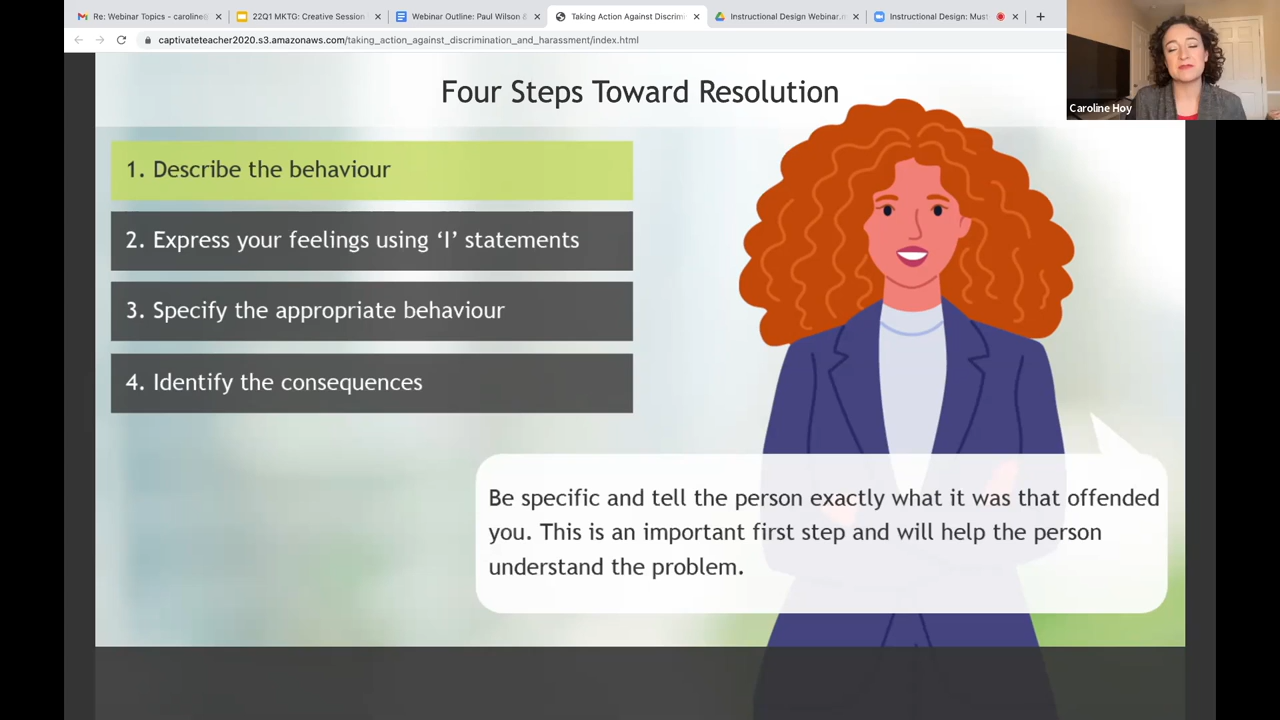 Re: Webinar Topics - caroline@
22Q1 MKTG: Creative Session
Webinar Outline: Paul Wilson &
Taking Action Against Discrim
Instructional Design Webinar.m
Instructional Design: Must
captivateteacher2020.s3.amazonaws.com/taking_action_against_discrimination_and_harassment/index.html
Caroline Hoy
Four Steps Toward Resolution
1. Describe the behaviour
2. Express your feelings using ‘I’ statements
3. Specify the appropriate behaviour
4. Identify the consequences
Be specific and tell the person exactly what it was that offended
you. This is an important first step and will help the person
understand the problem.